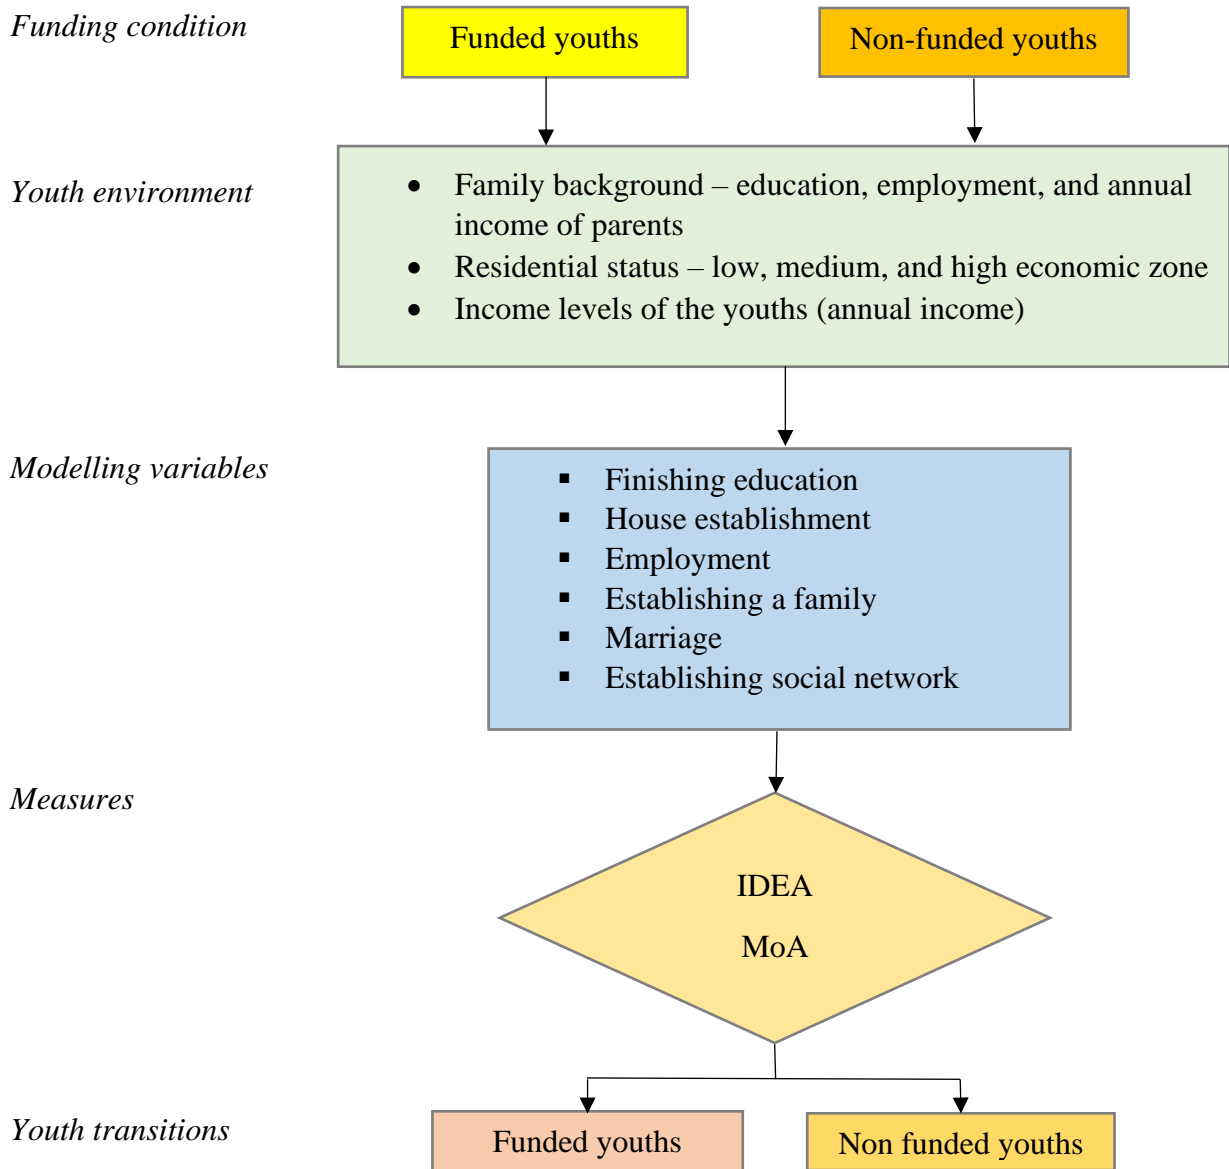 Funding condition
Funded youths
Non-funded youths
Youth environment
• Family background – education, employment, and annual
income of parents
• Residential status – low, medium, and high economic zone
• Income levels of the youths (annual income)
Modelling variables
▪ Finishing education
▪ House establishment
▪ Employment
▪ Establishing a family
▪ Marriage
▪ Establishing social network
Measures
IDEA
MoA
Youth transitions
Funded youths
Non funded youths